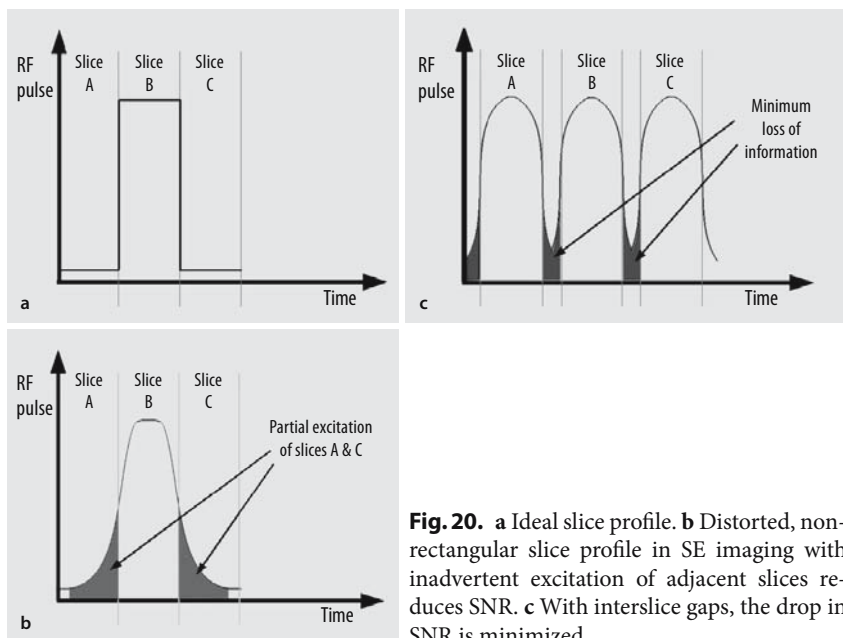 RF
pulse
Slice
A
Slice
B
Slice
C
Time
a
RF
pulse
Slice
A
Slice
B
Slice
C
Minimum
loss of
information
Time
c
RF
pulse
Slice
A
Slice
B
Slice
C
Partial excitation
of slices A & C
Time
b
Fig. 20. a Ideal slice profile. b Distorted, non-
rectangular slice profile in SE imaging with
inadvertent excitation of adjacent slices re-
duces SNR. c With interslice gaps, the drop in
SNR is minimized